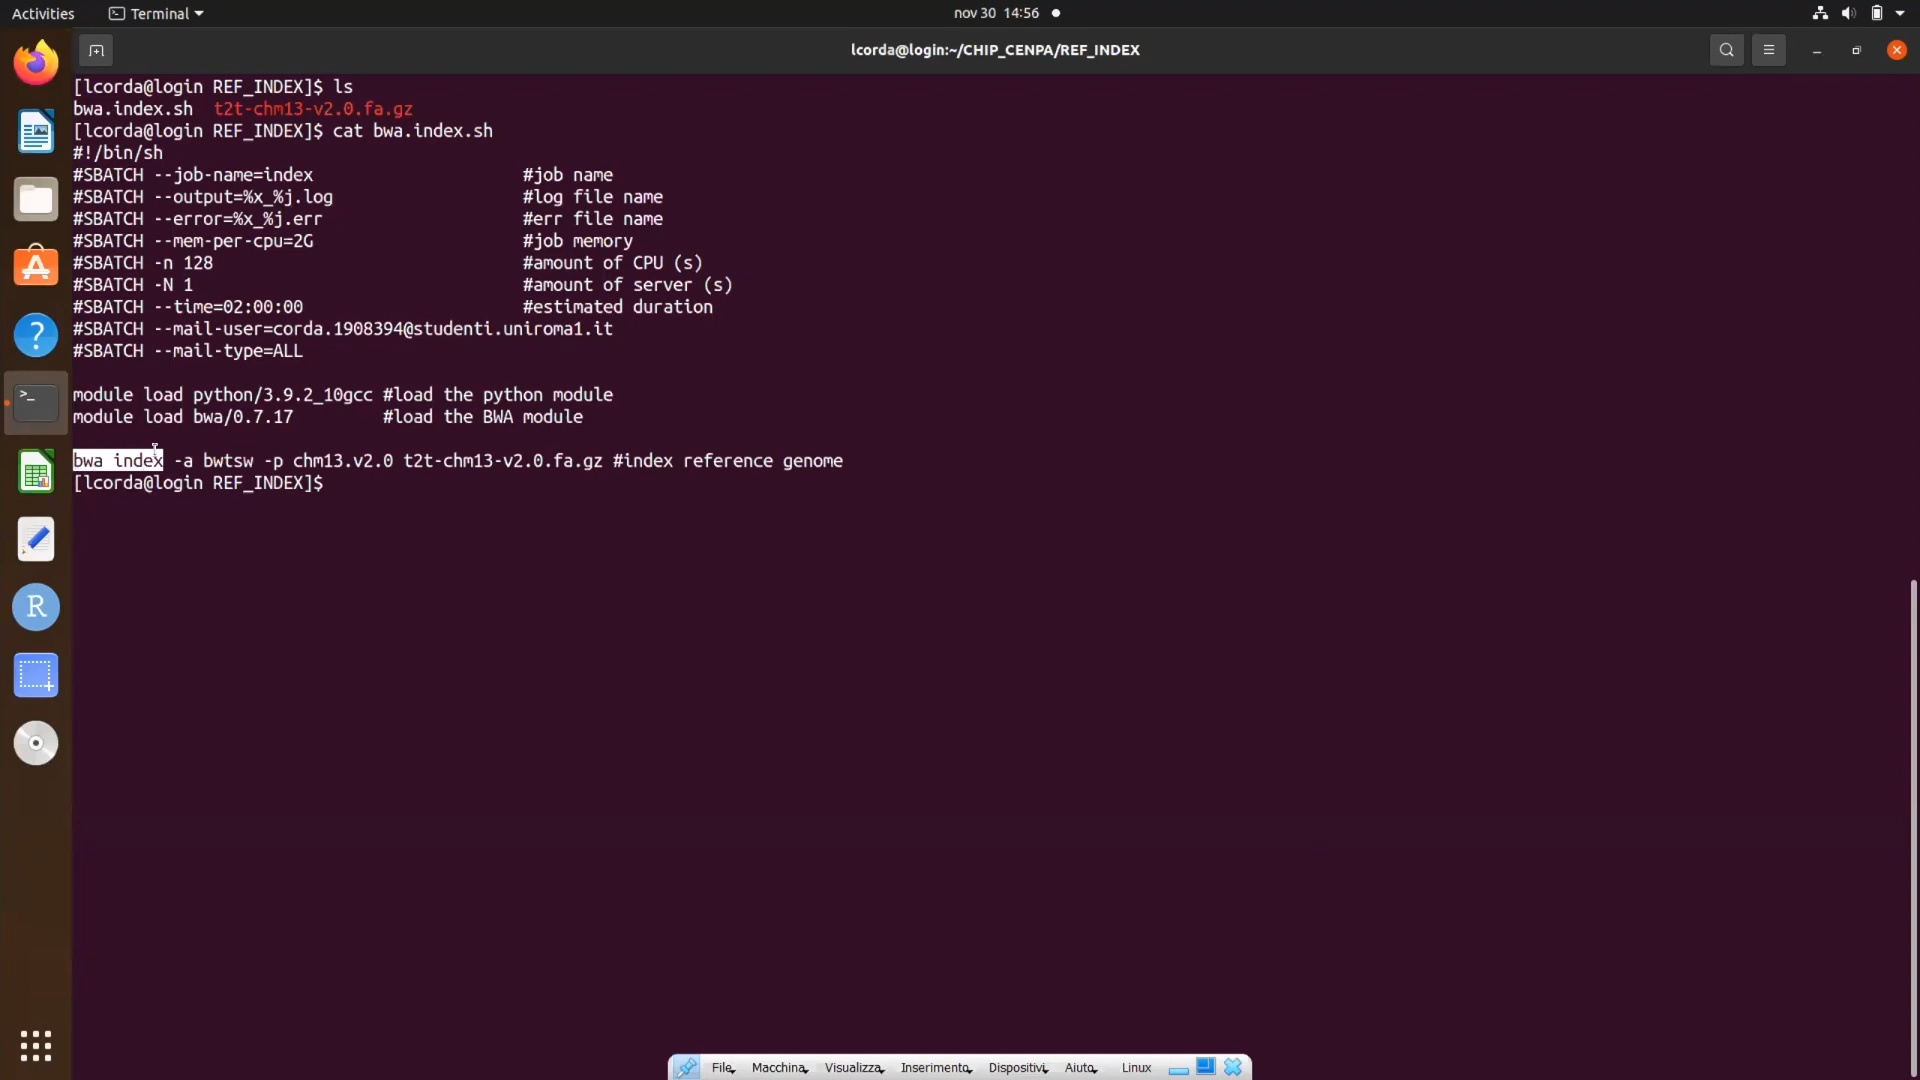 Activities Terminal nov 30 14:56
lcorda@login:~/CHIP_CENPA/REF_INDEX
[lcorda@login REF_INDEX]$ ls
bwa.index.sh t2t-chm13-v2.0.fa.gz
[lcorda@login REF_INDEX]$ cat bwa.index.sh
#!/bin/sh
#SBATCH --job-name=index #job name
#SBATCH --output=%x_%j.log #log file name
#SBATCH --error=%x_%j.err #err file name
#SBATCH --mem-per-cpu=2G #job memory
#SBATCH -n 128 #amount of CPU (s)
#SBATCH -N 1 #amount of server (s)
#SBATCH --time=02:00:00 #estimated duration
#SBATCH --mail-user=corda.1908394@studenti.uniroma1.it
#SBATCH --mail-type=ALL
module load python/3.9.2_10gcc #load the python module
module load bwa/0.7.17 #load the BWA module
bwa index -a bwtsw -p chm13.v2.0 t2t-chm13-v2.0.fa.gz #index reference genome
[lcorda@login REF_INDEX]$
File Macchina Visualizza Inserimento Dispositivi Aiuto Linux